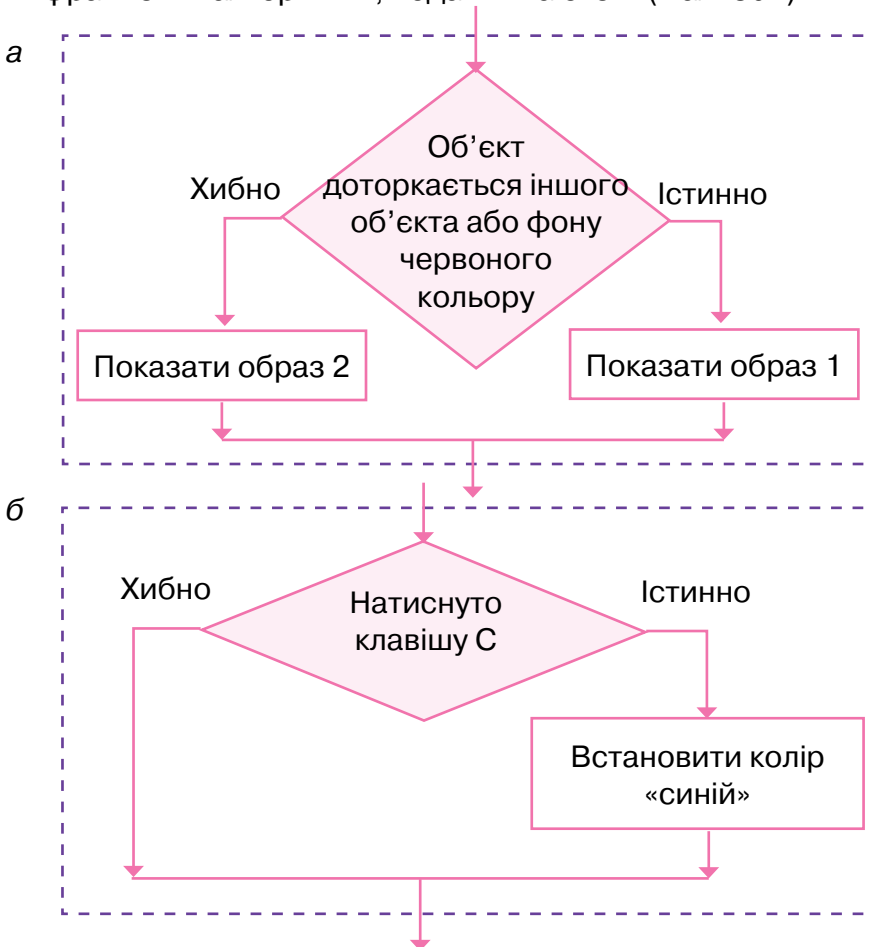 а
Об’єкт
доторкається іншого
об’єкта або фону
червоного
кольору
Хибно
Істинно
Показати образ 2
Показати образ 1
б
Хибно
Істинно
Натиснуто
клавішу С
Встановити колір
«синій»